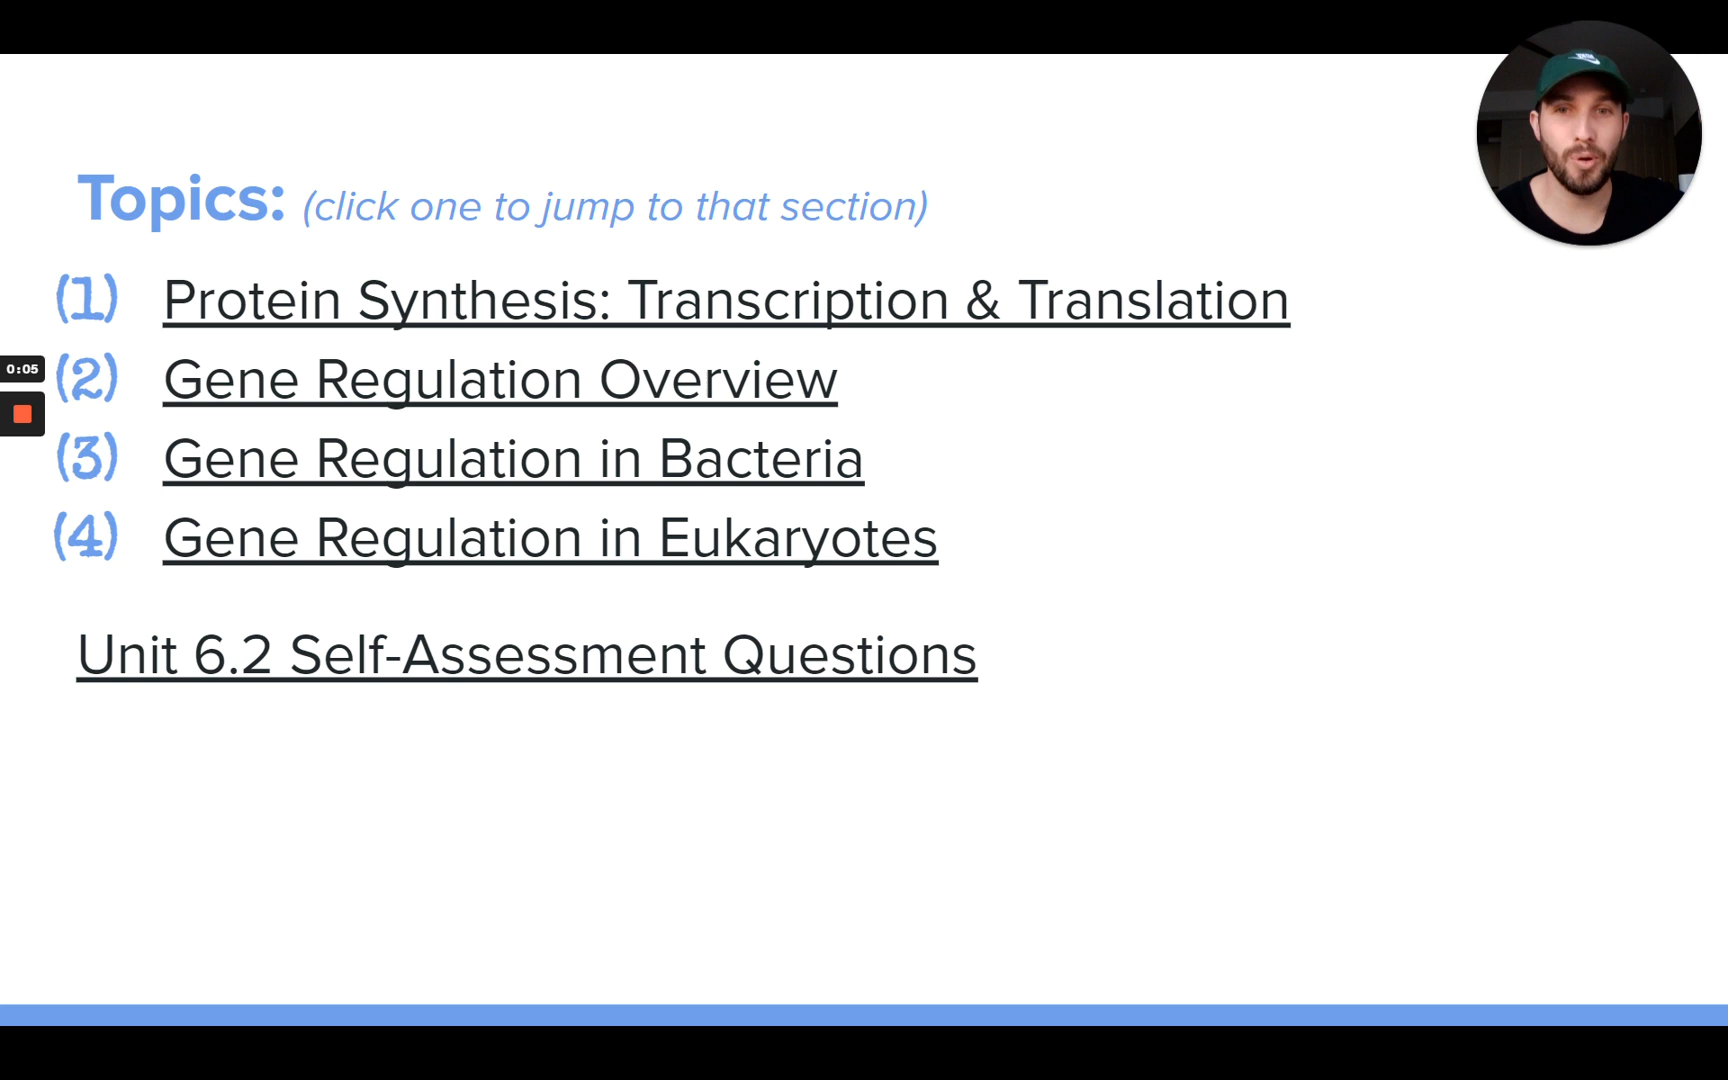 Topics: (click one to jump to that section)
(1) Protein Synthesis: Transcription & Translation
(2) Gene Regulation Overview
(3) Gene Regulation in Bacteria
(4) Gene Regulation in Eukaryotes
Unit 6.2 Self-Assessment Questions
0:05